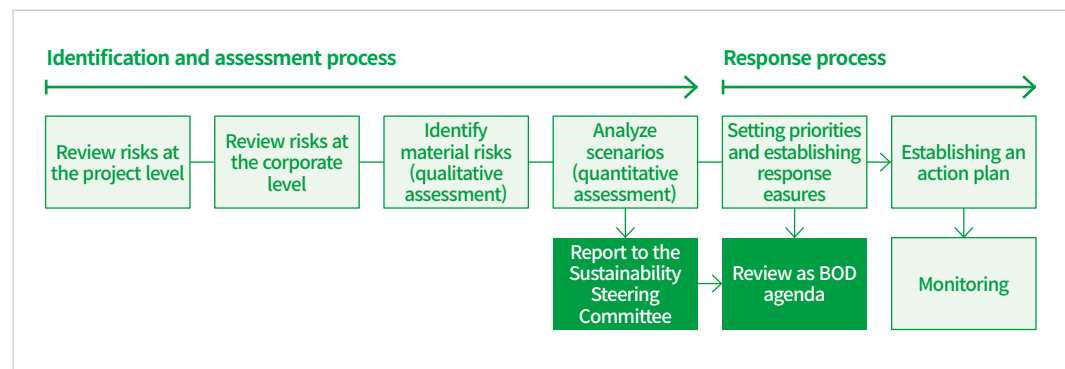 Identification and assessment process
Response process
Review risks at
the project level
Review risks at
the corporate
level
Identify
material risks
(qualitative
assessment)
Analyze
scenarios
(quantitative
assessment)
Setting priorities
and establishing
response
easures
Establishing an
action plan
Report to the
Sustainability
Steering
Committee
Review as BOD
agenda
Monitoring